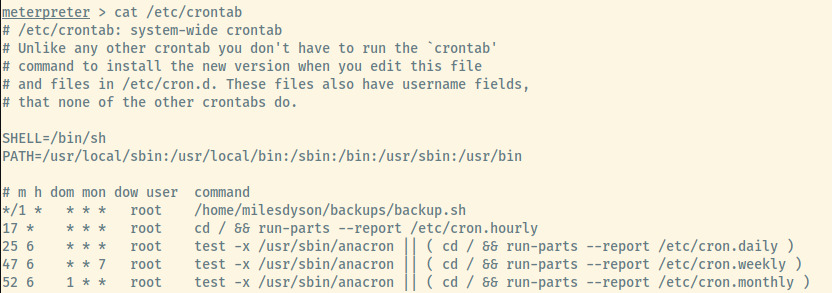 meterpreter > cat /etc/crontab
# /etc/crontab: system-wide crontab
# Unlike any other crontab you don't have to run the `crontab'
# command to install the new version when you edit this file
# and files in /etc/cron.d. These files also have username fields,
# that none of the other crontabs do.

SHELL=/bin/sh
PATH=/usr/local/sbin:/usr/local/bin:/sbin:/bin:/usr/sbin:/usr/bin

# m h dom mon dow user  command
*/1 *   * * *   root    /home/milesdyson/backups/backup.sh
17 *    * * *   root    cd / && run-parts --report /etc/cron.hourly
25 6    * * *   root    test -x /usr/sbin/anacron || ( cd / && run-parts --report /etc/cron.daily )
47 6    * * 7   root    test -x /usr/sbin/anacron || ( cd / && run-parts --report /etc/cron.weekly )
52 6    1 * *   root    test -x /usr/sbin/anacron || ( cd / && run-parts --report /etc/cron.monthly )